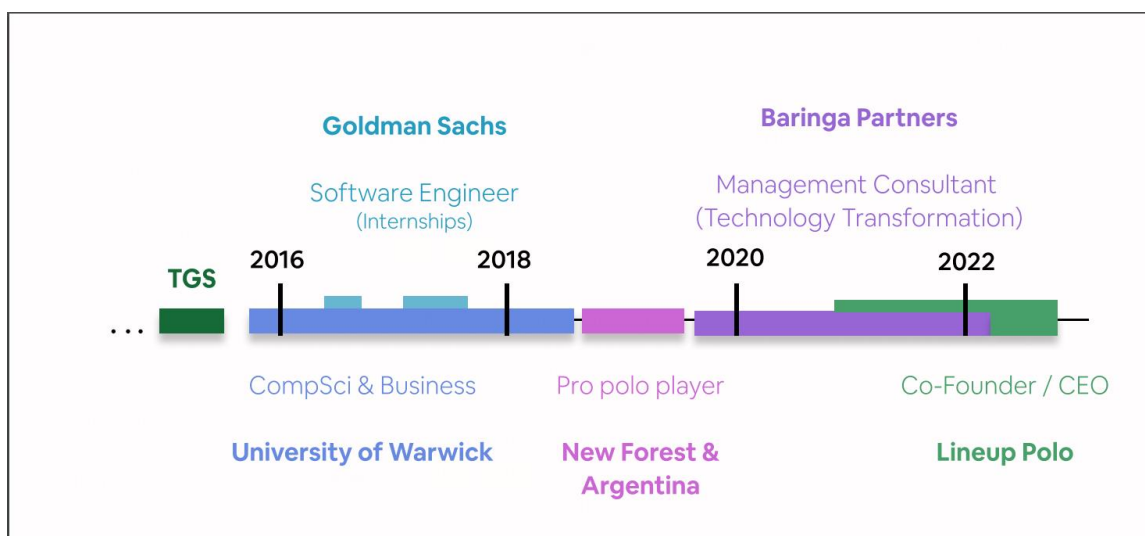 Goldman Sachs
Baringa Partners
Software Engineer
(Internships)
Management Consultant
(Technology Transformation)
2016
2018
2020
2022
TGS
...
CompSci & Business
Pro polo player
Co-Founder / CEO
University of Warwick
New Forest &
Argentina
Lineup Polo